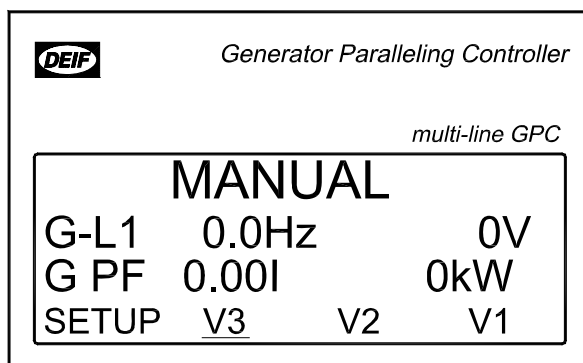 DEIF
Generator Paralleling Controller
multi-line GPC
MANUAL
G-L1 0.0Hz 0V
G PF 0.00I 0kW
SETUP V3 V2 V1